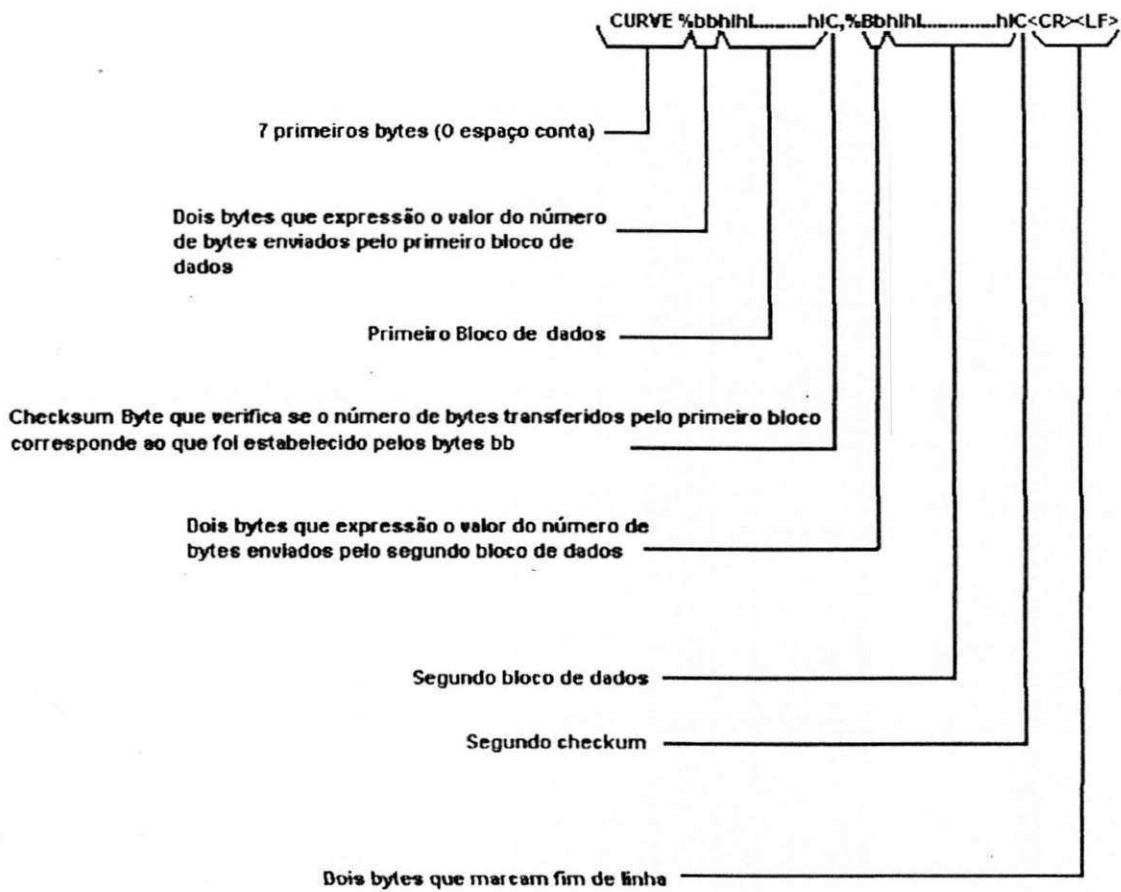 CURVE %bbhlhL..........hlC,%Bbhlhl..............hlC<CR><LF>
7 primeiros bytes (O espaço conta)
Dois bytes que expressão o valor do número
de bytes enviados pelo primeiro bloco de
dados
Primeiro Bloco de dados
Checksum Byte que verifica se o número de bytes transferidos pelo primeiro bloco
corresponde ao que foi estabelecido pelos bytes bb
Dois bytes que expressão o valor do número de
bytes enviados pelo segundo bloco de dados
Segundo bloco de dados
Segundo checkum
Dois bytes que marcam fim de linha